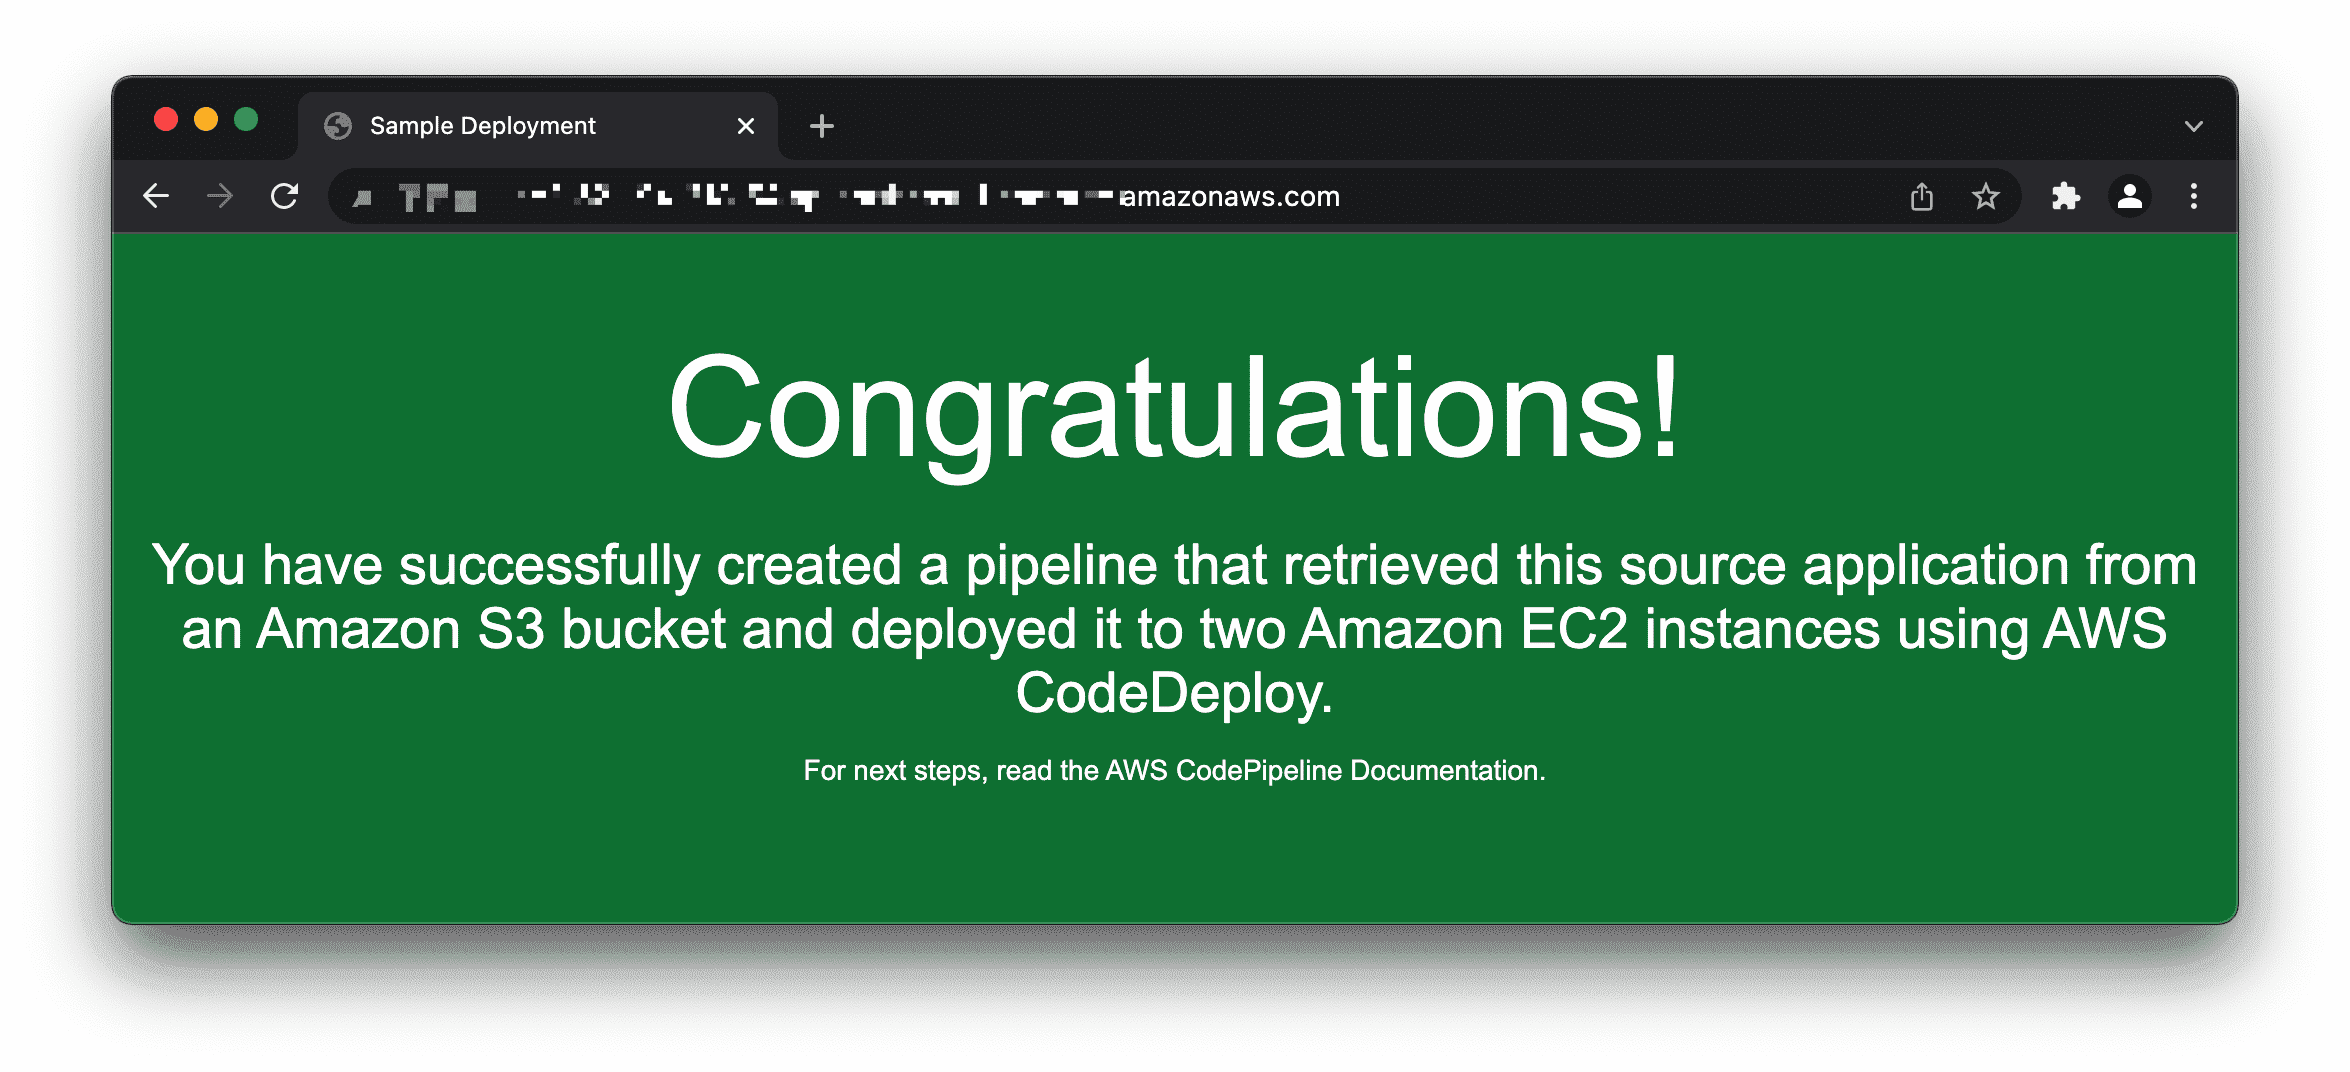 Sample Deployment
amazonaws.com
Congratulations!
You have successfully created a pipeline that retrieved this source application from
an Amazon S3 bucket and deployed it to two Amazon EC2 instances using AWS
CodeDeploy.
For next steps, read the AWS CodePipeline Documentation.